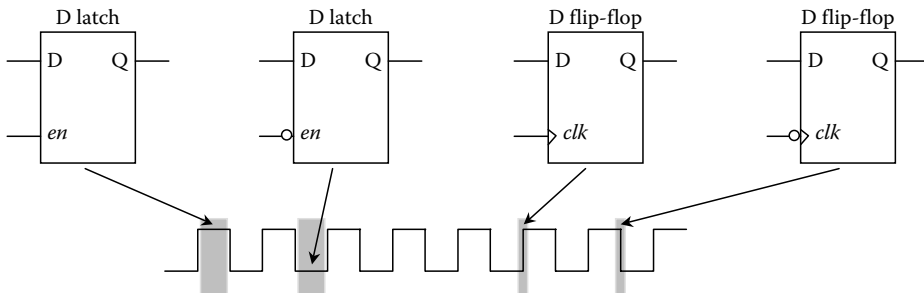 D latch
D latch
D flip-flop
D flip-flop
D Q
D Q
D Q
D Q
en
en
clk
clk